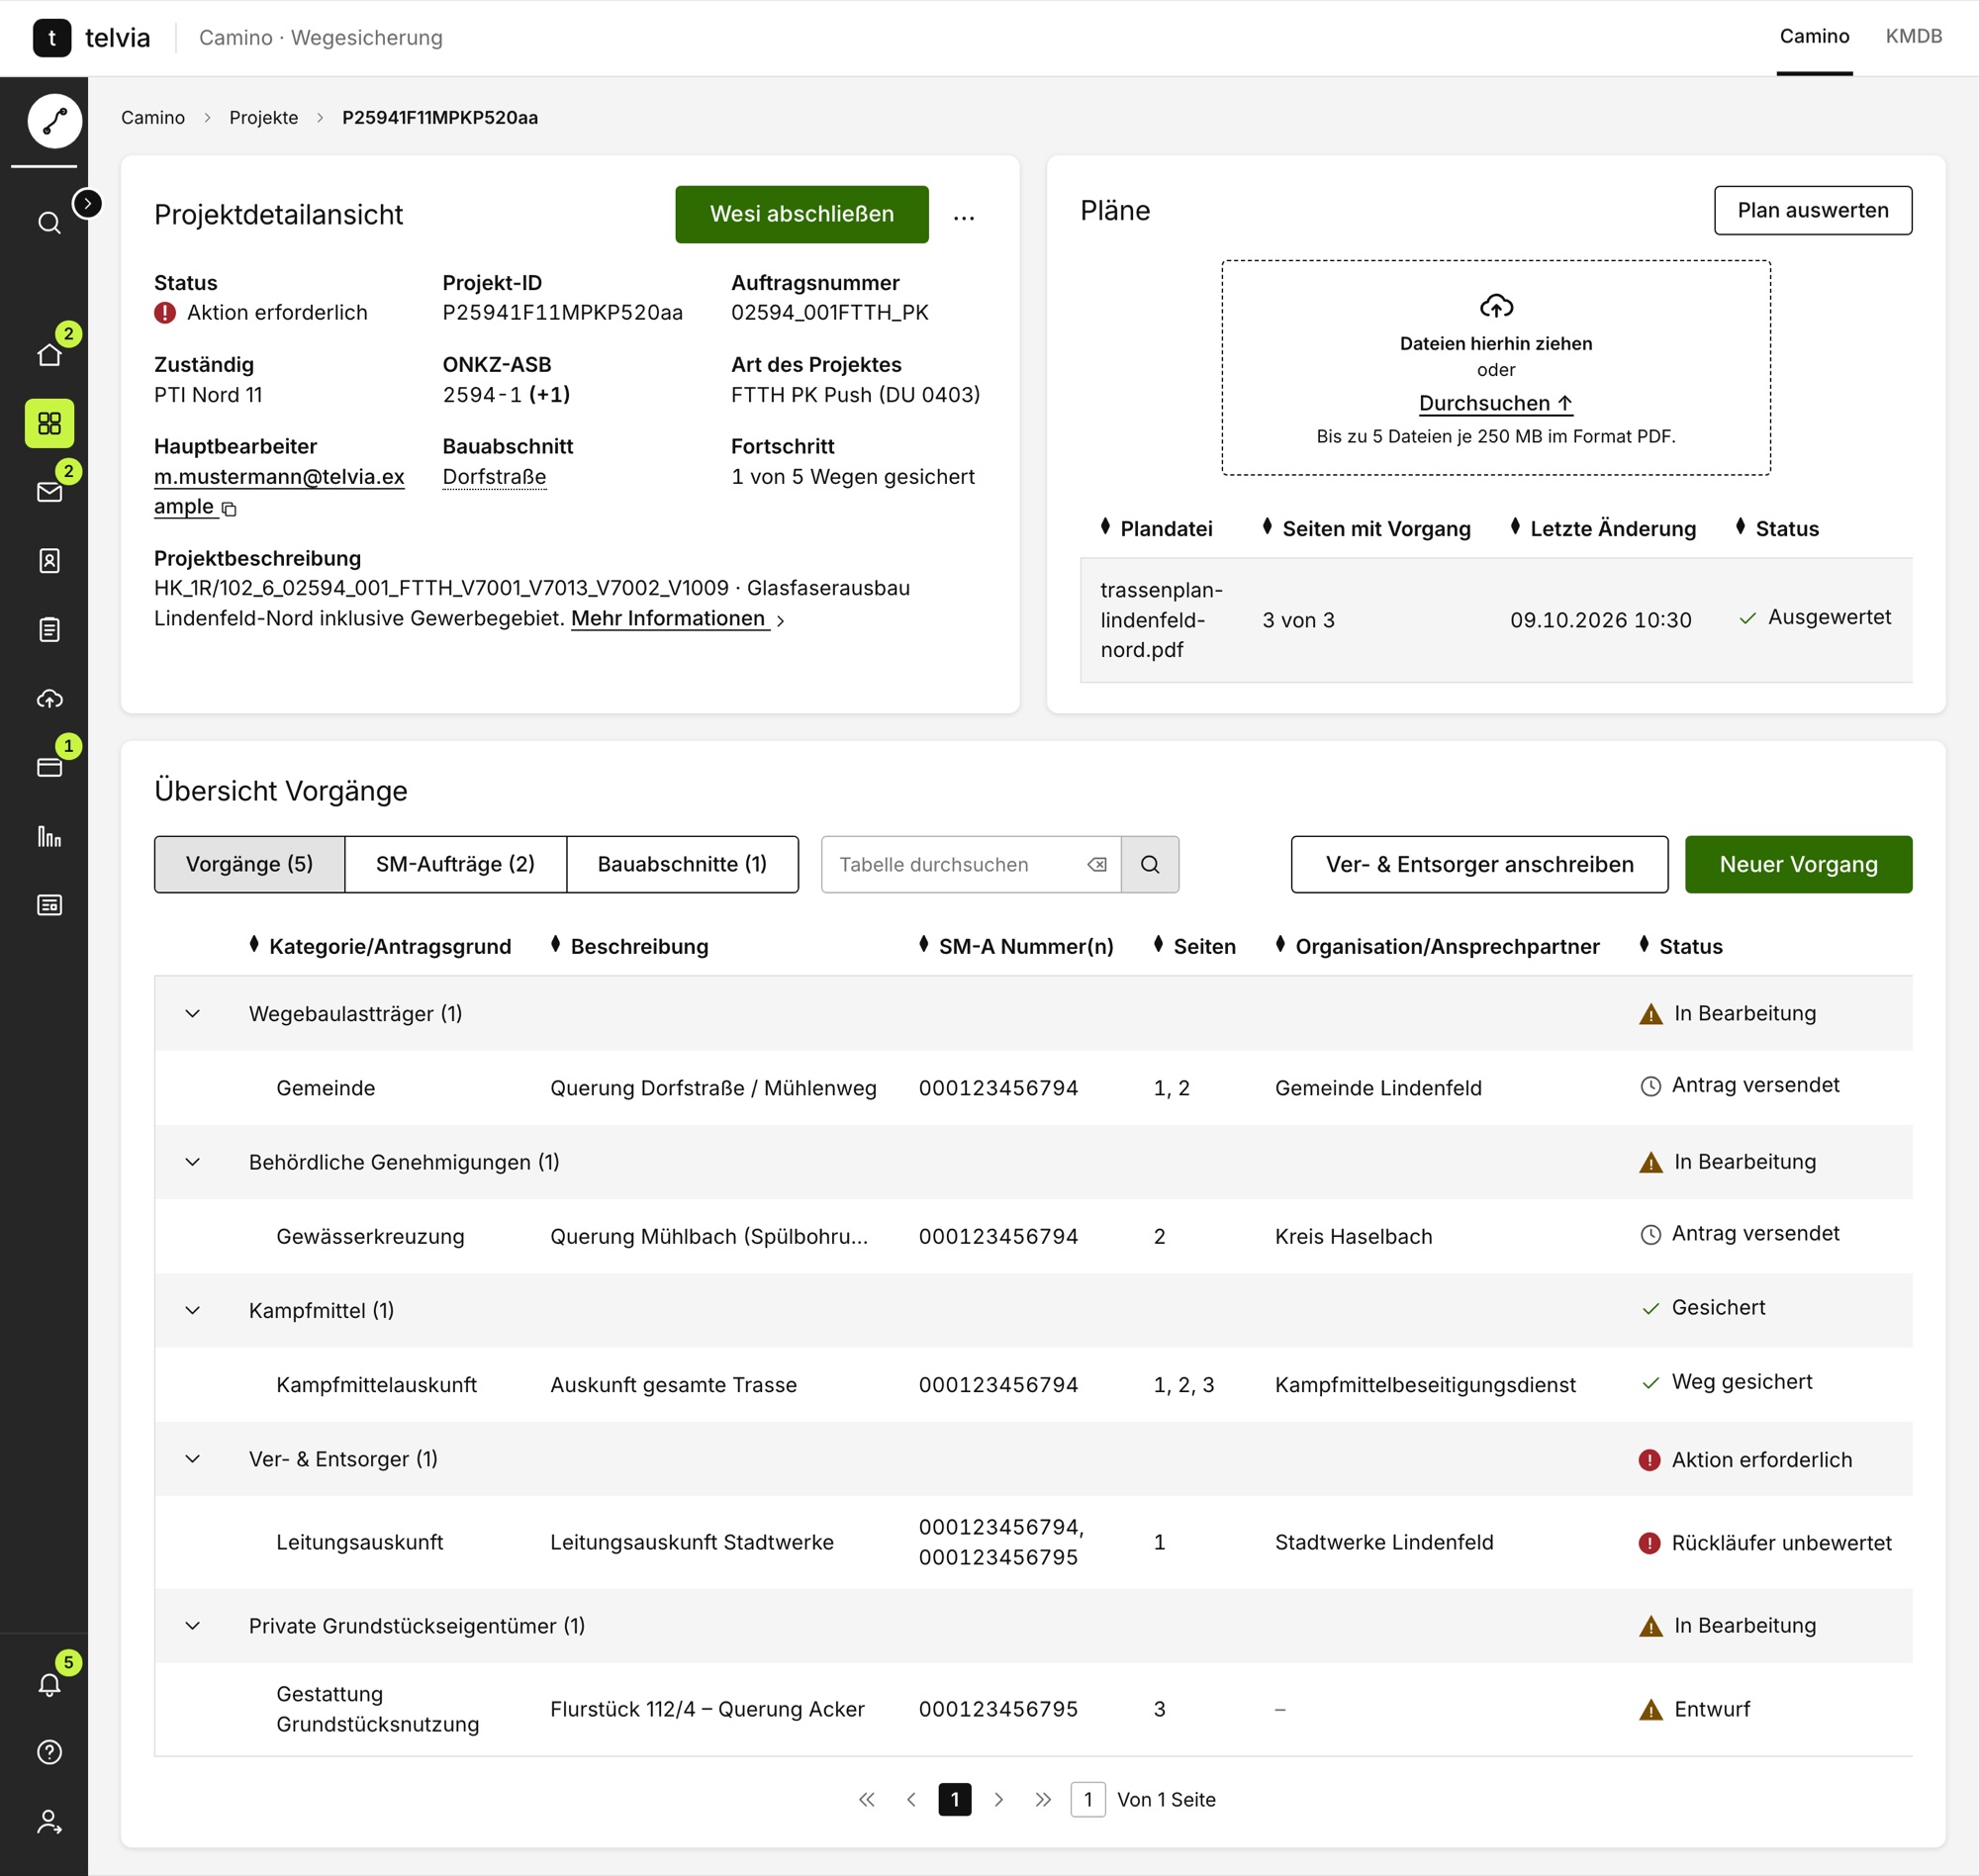 t telvia Camino · Wegesicherung Camino KMDB
Camino Projekte P25941F11MPKP520aa
Projektdetailansicht Wesi abschließen ...
Status Projekt-ID Auftragsnummer
Aktion erforderlich P25941F11MPKP520aa 02594_001FTTH_PK
Zuständig ONKZ-ASB Art des Projektes
PTI Nord 11 2594-1 (+1) FTTH PK Push (DU 0403)
Hauptbearbeiter Bauabschnitt Fortschritt
m.mustermann@telvia.ex Dorfstraße 1 von 5 Wegen gesichert
ample
Projektbeschreibung
HK_1R/102_6_02594_001_FTTH_V7001_V7013_V7002_V1009 · Glasfaserausbau
Lindenfeld-Nord inklusive Gewerbegebiet. Mehr Informationen
Pläne Plan auswerten
Dateien hierhin ziehen
oder
Durchsuchen
Bis zu 5 Dateien je 250 MB im Format PDF.
Plandatei Seiten mit Vorgang Letzte Änderung Status
trassenplan-
lindenfeld- 3 von 3 09.10.2026 10:30 Ausgewertet
nord.pdf
2
2
1
5
Übersicht Vorgänge
Vorgänge (5) SM-Aufträge (2) Bauabschnitte (1) Tabelle durchsuchen Ver- & Entsorger anschreiben Neuer Vorgang
Kategorie/Antragsgrund Beschreibung SM-A Nummer(n) Seiten Organisation/Ansprechpartner Status
Wegebaulastträger (1) In Bearbeitung
Gemeinde Querung Dorfstraße / Mühlenweg 000123456794 1, 2 Gemeinde Lindenfeld Antrag versendet
Behördliche Genehmigungen (1) In Bearbeitung
Gewässerkreuzung Querung Mühlbach (Spülbohru... 000123456794 2 Kreis Haselbach Antrag versendet
Kampfmittel (1) Gesichert
Kampfmittelauskunft Auskunft gesamte Trasse 000123456794 1, 2, 3 Kampfmittelbeseitigungsdienst Weg gesichert
Ver- & Entsorger (1) Aktion erforderlich
Leitungsauskunft Leitungsauskunft Stadtwerke 000123456794, 1 Stadtwerke Lindenfeld Rückläufer unbewertet
000123456795
Private Grundstückseigentümer (1) In Bearbeitung
Gestattung Flurstück 112/4 – Querung Acker 000123456795 3 – Entwurf
Grundstücksnutzung
1 1 Von 1 Seite